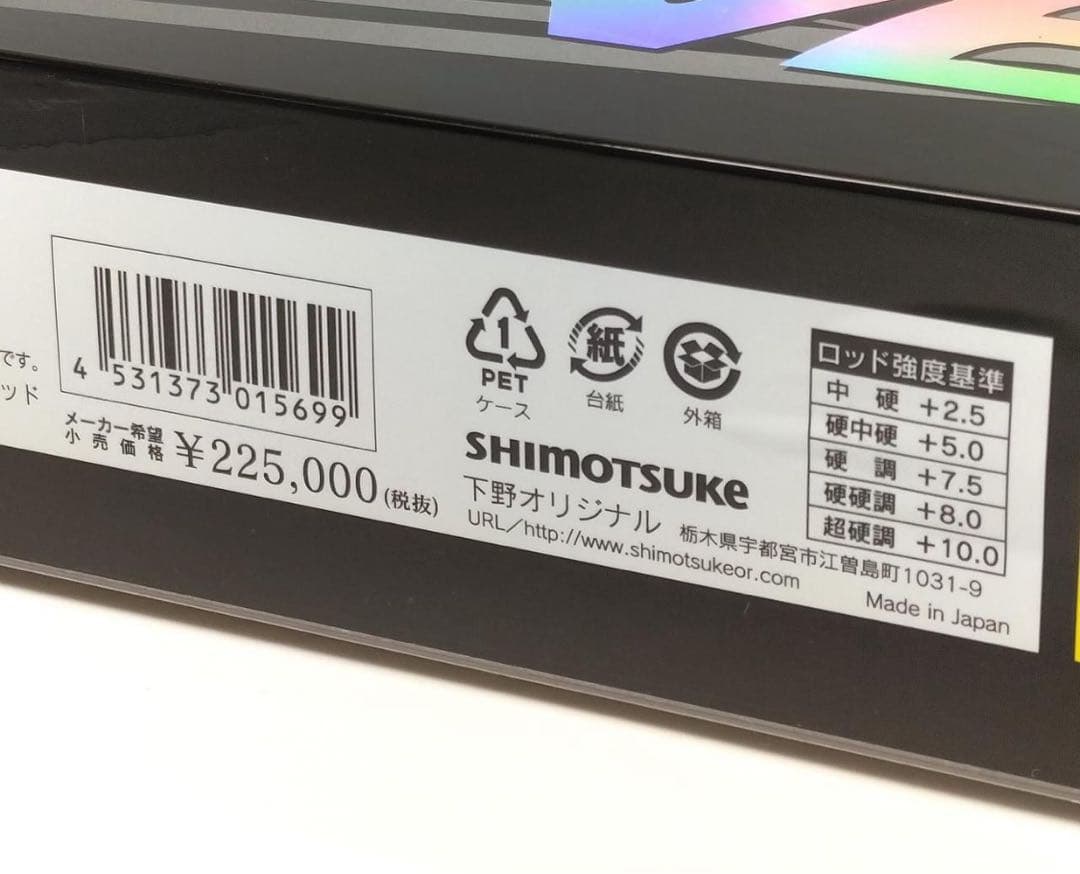 です。
ッド
4 531373 015699
メーカー希望
小売価格 ¥225,000(税抜)
1
PET
ケース
紙
台紙
外箱
SHIMOTSUKE
下野オリジナル 栃木県宇都宮市江曽島町1031-9
URL／http://www.shimotsukeor.com
Made in Japan
ロッド強度基準
中 硬 +2.5
硬中硬 +5.0
硬 調 +7.5
硬硬調 +8.0
超硬調 +10.0